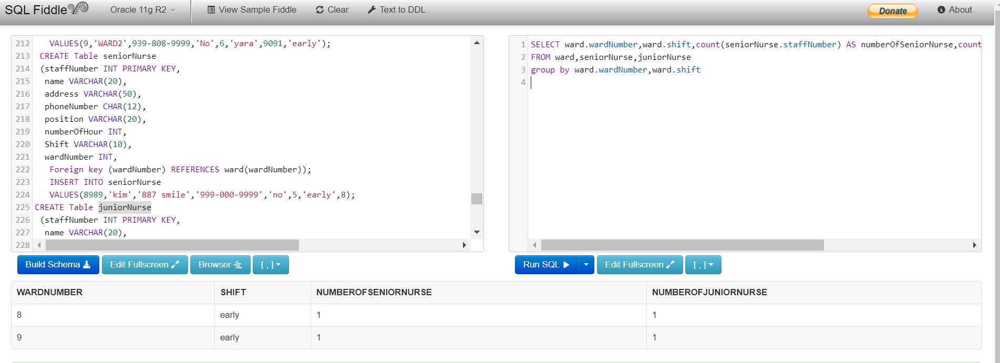 SQL Fiddle Oracle 11g R2 View Sample Fiddle Clear Text to DDL Donate About
212 VALUES(9,'WARD2',939-808-9999,'No',6,'yara',9091,'early');
213 CREATE Table seniorNurse
214 (staffNumber INT PRIMARY KEY,
215 name VARCHAR(20),
216 address VARCHAR(50),
217 phoneNumber CHAR(12),
218 position VARCHAR(20),
219 numberOfHour INT,
220 Shift VARCHAR(10),
221 wardNumber INT,
222 Foreign key (wardNumber) REFERENCES ward(wardNumber));
223 INSERT INTO seniorNurse
224 VALUES(8989,'kim','887 smile','999-000-9999','no',5,'early',8);
225 CREATE Table juniorNurse
226 (staffNumber INT PRIMARY KEY,
227 name VARCHAR(20),
228
1 SELECT ward.wardNumber,ward.shift,count(seniorNurse.staffNumber) AS numberOfSeniorNurse,count
2 FROM ward,seniorNurse,juniorNurse
3 group by ward.wardNumber,ward.shift
4
Build Schema Edit Fullscreen Browser [ ; ]
Run SQL Edit Fullscreen [ ; ]
WARDNUMBER SHIFT NUMBEROFSENIORNURSE NUMBEROFJUNIORNURSE
8 early 1 1
9 early 1 1